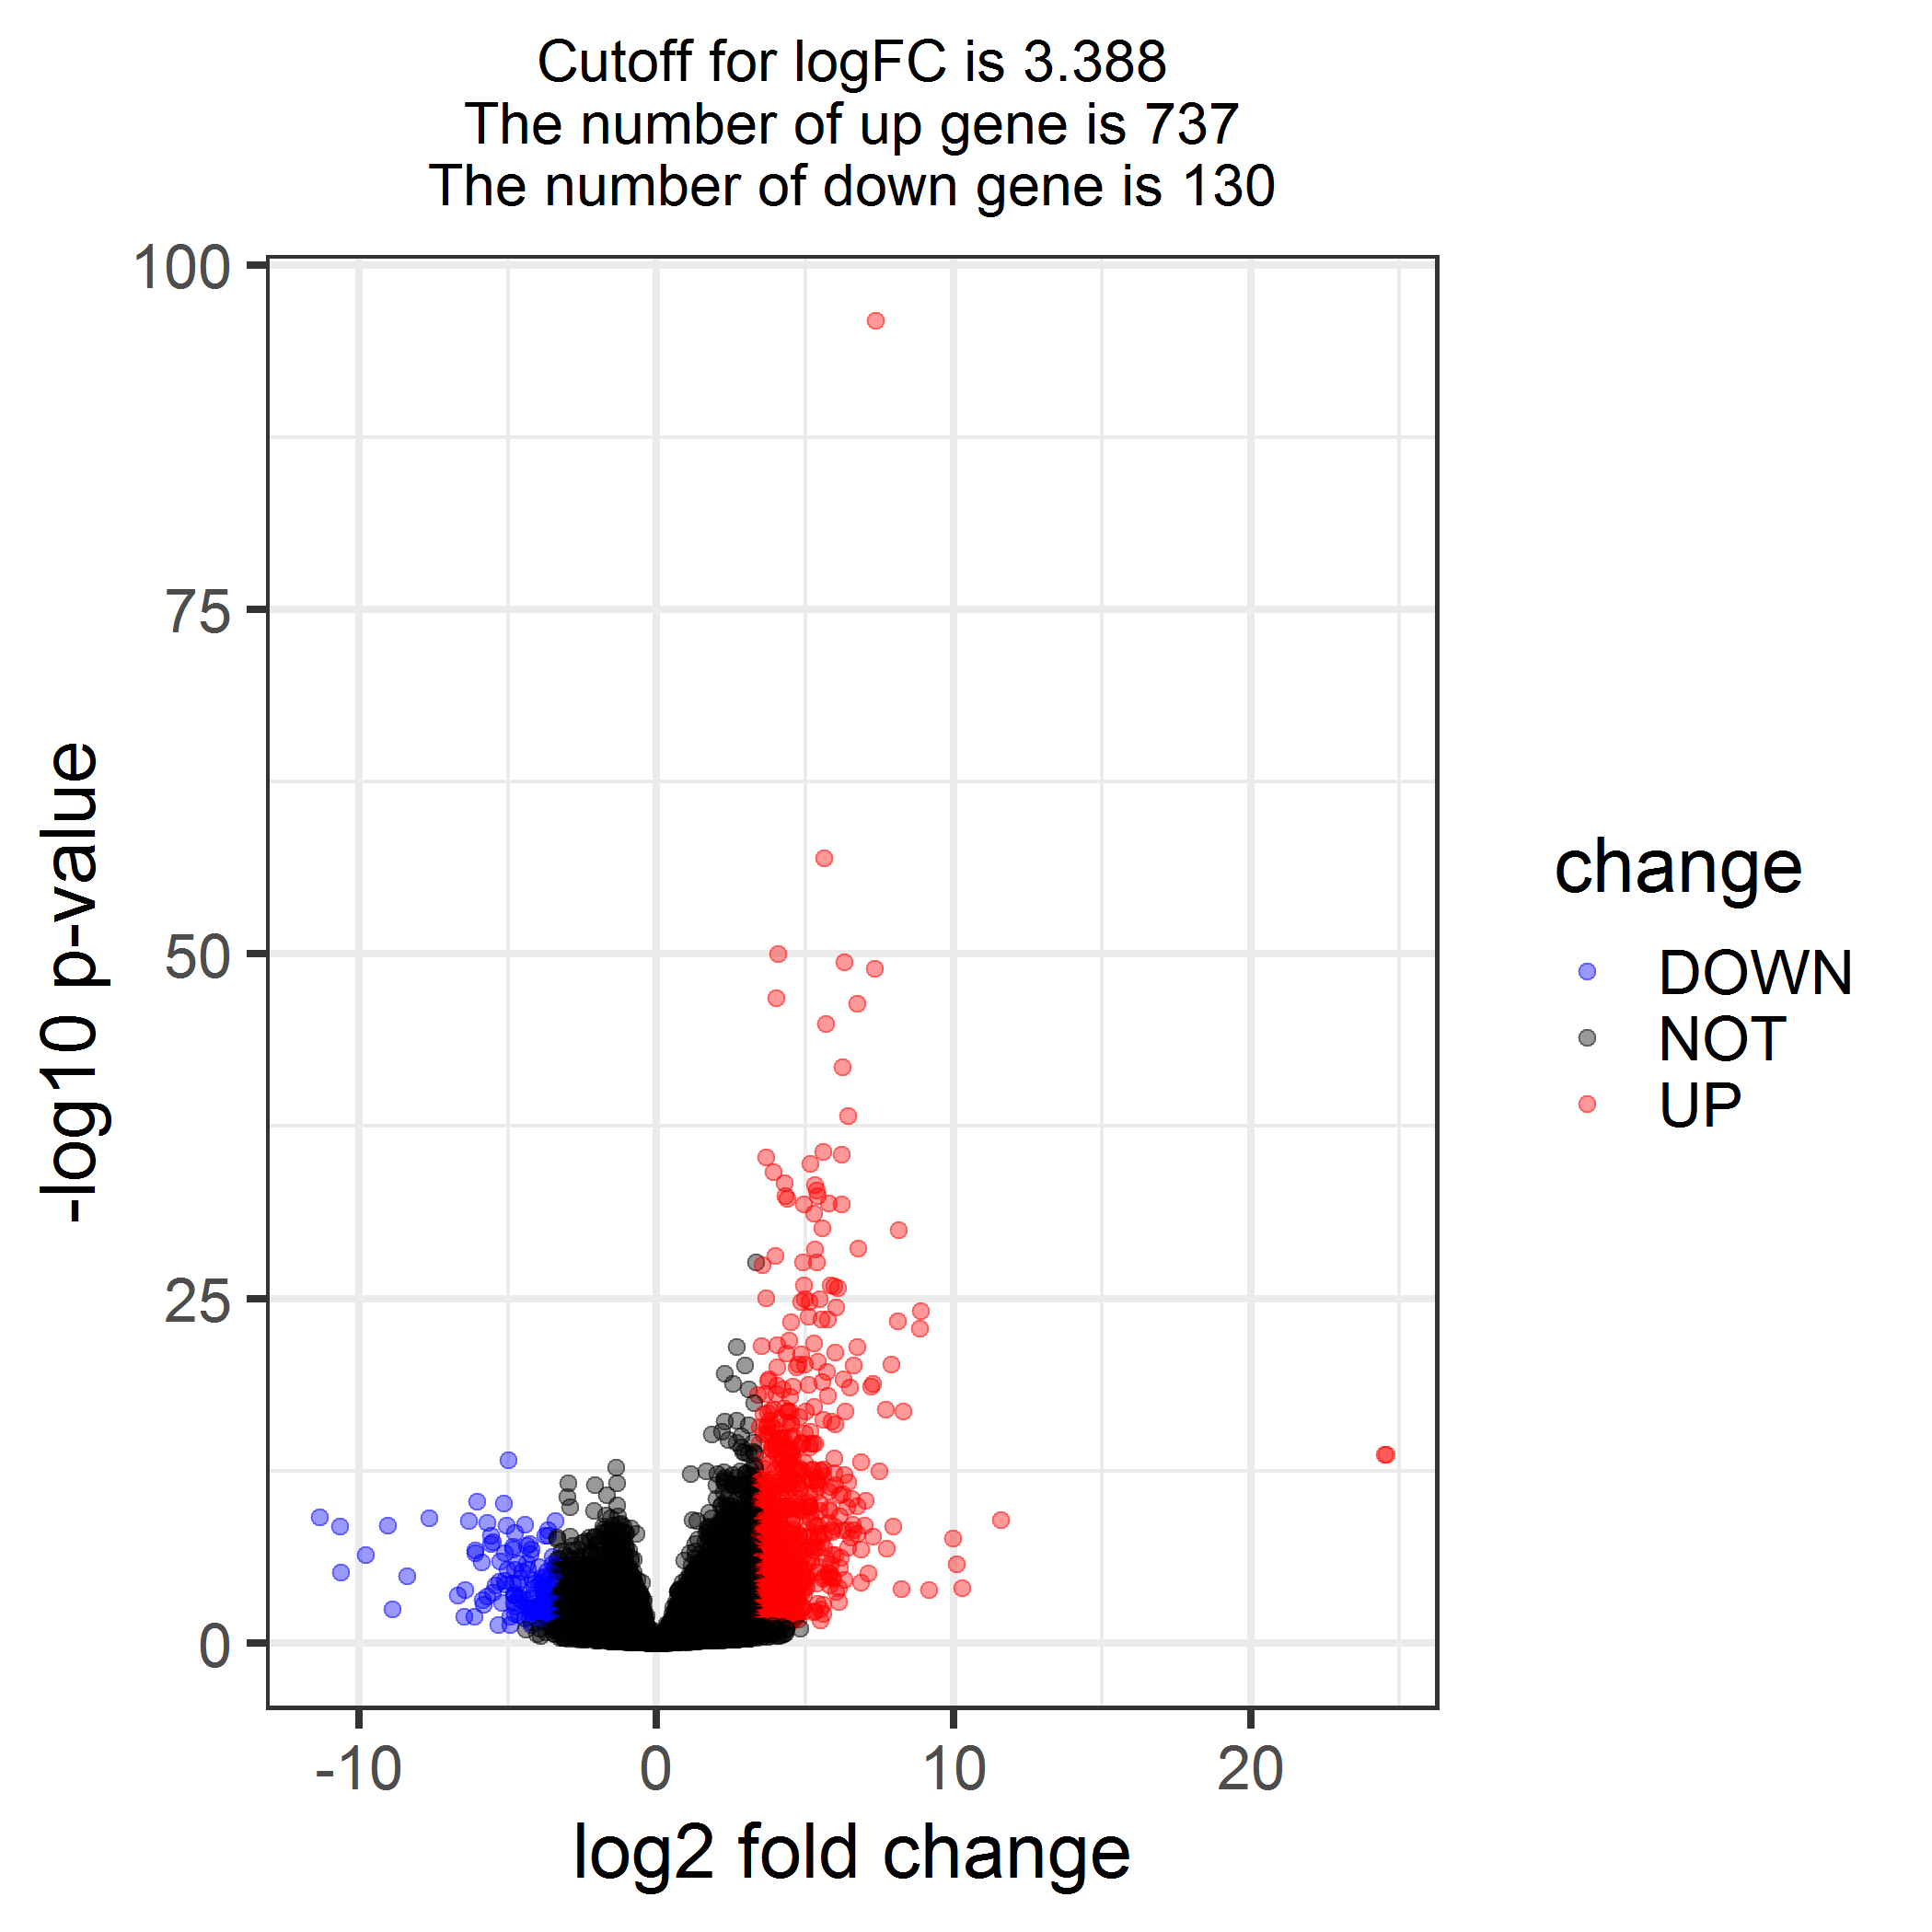 Cutoff for logFC is 3.388
The number of up gene is 737
The number of down gene is 130
100
75
50
25
0
-log10 p-value
-10 0 10 20
log2 fold change
change
DOWN
NOT
UP